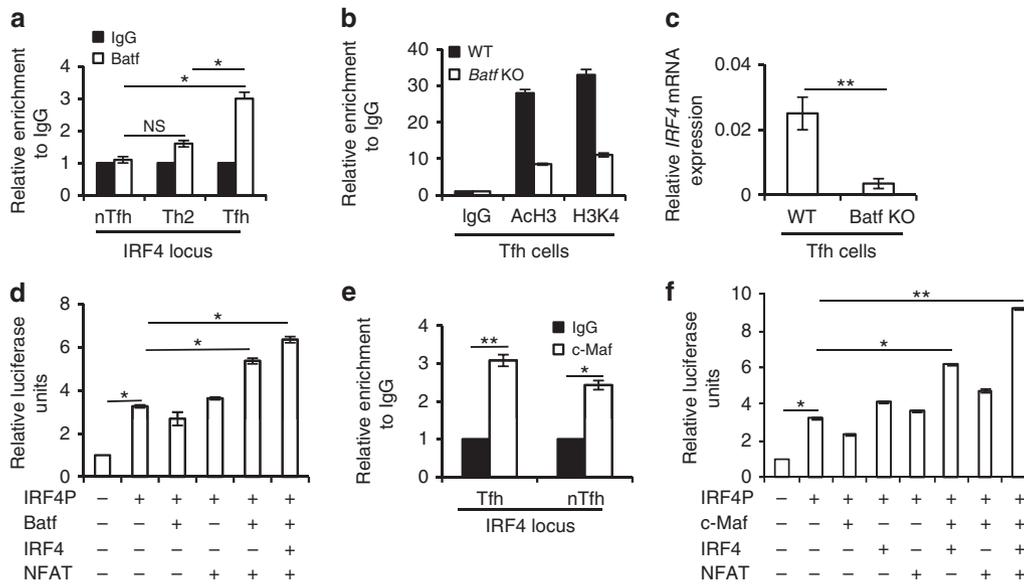 a
IgG
Batf
Relative enrichment
to IgG
4
3
2
1
0
*
*
NS
nTfh Th2 Tfh
IRF4 locus
b
WT
Batf KO
Relative enrichment
to IgG
40
30
20
10
0
IgG AcH3 H3K4
Tfh cells
c
Relative IRF4 mRNA
expression
0.04
0.02
0
**
WT Batf KO
Tfh cells
d
Relative luciferase
units
8
6
4
2
0
*
*
*
IRF4P – + + + + +
Batf – – + – + +
IRF4 – – – – – +
NFAT – – – + + +
e
IgG
c-Maf
Relative enrichment
to IgG
4
3
2
1
0
**
*
Tfh nTfh
IRF4 locus
f
Relative luciferase
units
10
8
6
4
2
0
**
*
*
IRF4P – + + + + + + +
c-Maf – – + – – + + +
IRF4 – – – + – + – +
NFAT – – – – + – + +